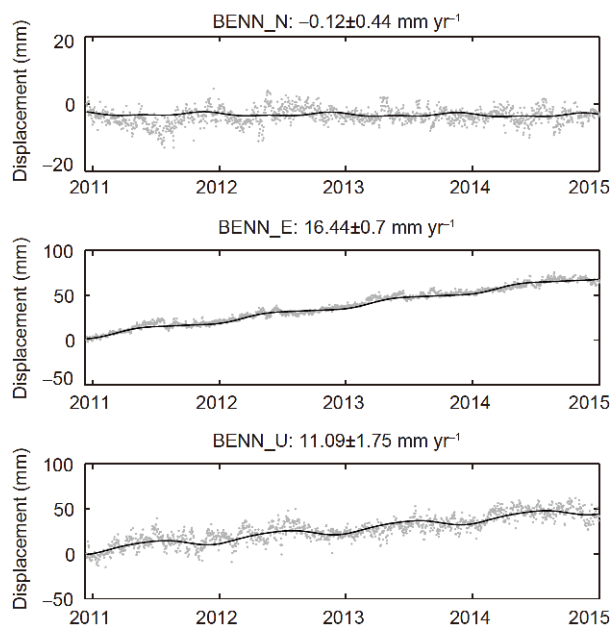 BENN_N: −0.12±0.44 mm yr⁻¹
Displacement (mm)
20
0
−20
2011 2012 2013 2014 2015
BENN_E: 16.44±0.7 mm yr⁻¹
Displacement (mm)
100
50
0
−50
2011 2012 2013 2014 2015
BENN_U: 11.09±1.75 mm yr⁻¹
Displacement (mm)
100
50
0
−50
2011 2012 2013 2014 2015